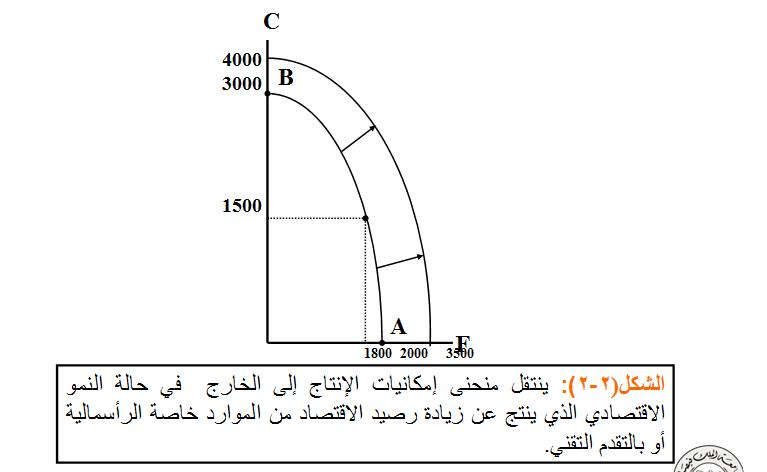 C
4000
3000
B
1500
A
F
1800
2000
3500
الشكل(٢-٢): ينتقل منحنى إمكانيات الإنتاج إلى الخارج في حالة النمو
الاقتصادي الذي ينتج عن زيادة رصيد الاقتصاد من الموارد خاصة الرأسمالية
أو بالتقدم التقني.